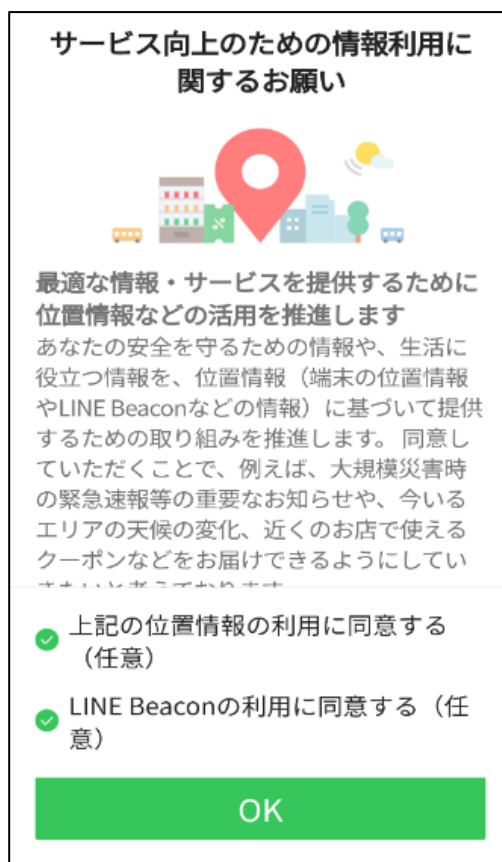 サービス向上のための情報利用に
関するお願い
最適な情報・サービスを提供するために
位置情報などの活用を推進します
あなたの安全を守るための情報や、生活に
役立つ情報を、位置情報（端末の位置情報
やLINE Beaconなどの情報）に基づいて提供
するための取り組みを推進します。 同意し
ていただくことで、例えば、大規模災害時
の緊急速報等の重要なお知らせや、今いる
エリアの天候の変化、近くのお店で使える
クーポンなどをお届けできるようにしてい
きたいと考えております
上記の位置情報の利用に同意する
（任意）
LINE Beaconの利用に同意する（任
意）
OK